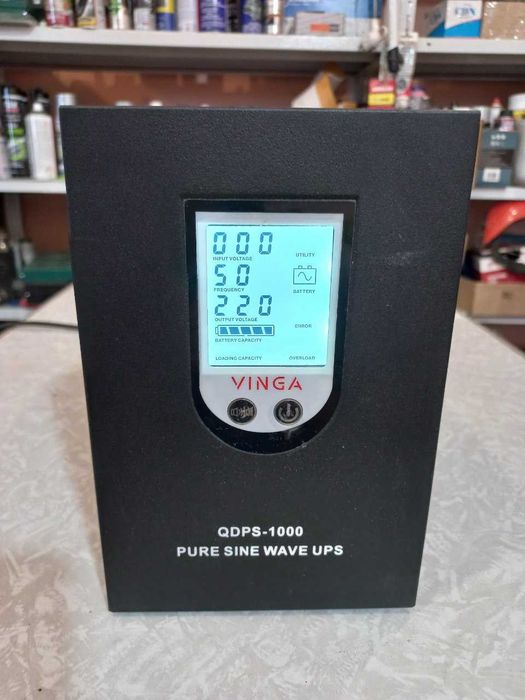 000
INPUT VOLTAGE
UTILITY
50
FREQUENCY
BATTERY
220
OUTPUT VOLTAGE
ERROR
BATTERY CAPACITY
LOADING CAPACITY
OVERLOAD
VINGA
QDPS-1000
PURE SINE WAVE UPS